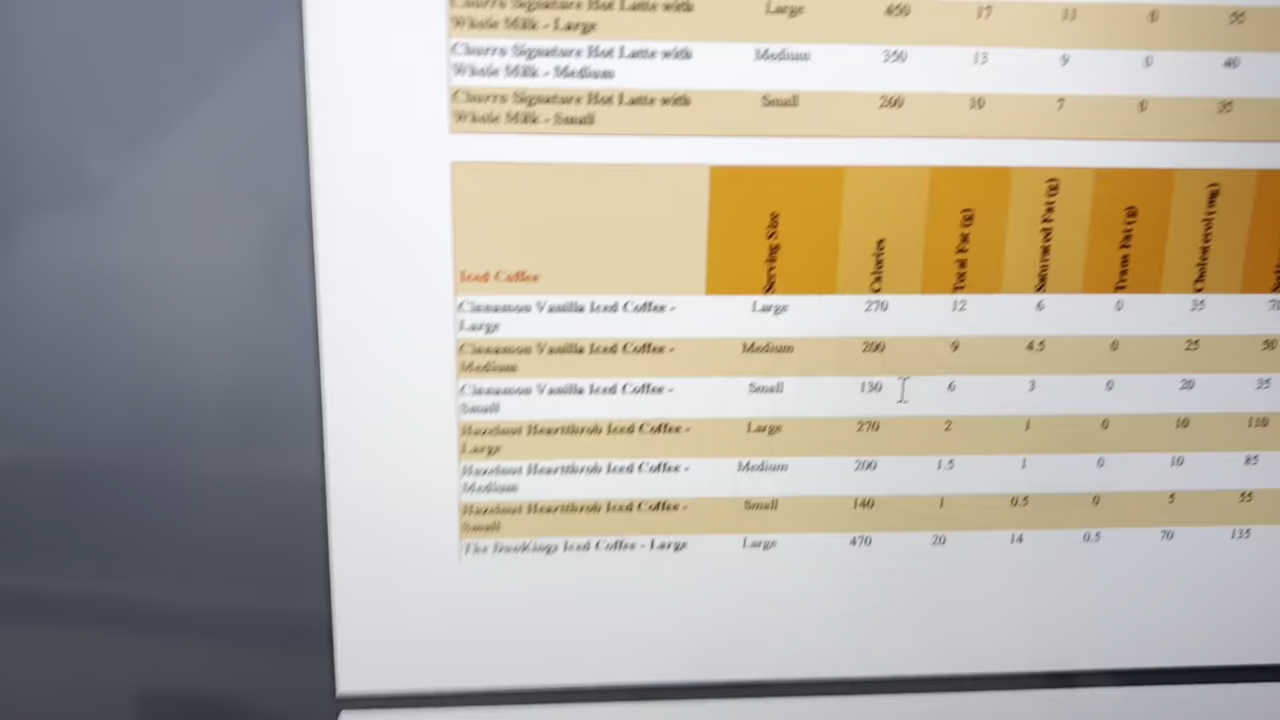 Churro Signature Hot Latte with Large 450 17 11 0 55
Whole Milk - Large
Churro Signature Hot Latte with Medium 350 13 9 0 40
Whole Milk - Medium
Churro Signature Hot Latte with Small 260 10 7 0 35
Whole Milk - Small
Iced Coffee Serving Size Calories Total Fat (g) Saturated Fat (g) Trans Fat (g) Cholesterol (mg)
Cinnamon Vanilla Iced Coffee - Large 270 12 6 0 35
Large
Cinnamon Vanilla Iced Coffee - Medium 200 9 4.5 0 25 50
Medium
Cinnamon Vanilla Iced Coffee - Small 130 6 3 0 20 35
Small
Hazelnut Heartthrob Iced Coffee - Large 270 2 1 0 10 110
Large
Hazelnut Heartthrob Iced Coffee - Medium 200 1.5 1 0 10 85
Medium
Hazelnut Heartthrob Iced Coffee - Small 140 1 0.5 0 5 55
Small
The DunKings Iced Coffee - Large Large 470 20 14 0.5 70 135